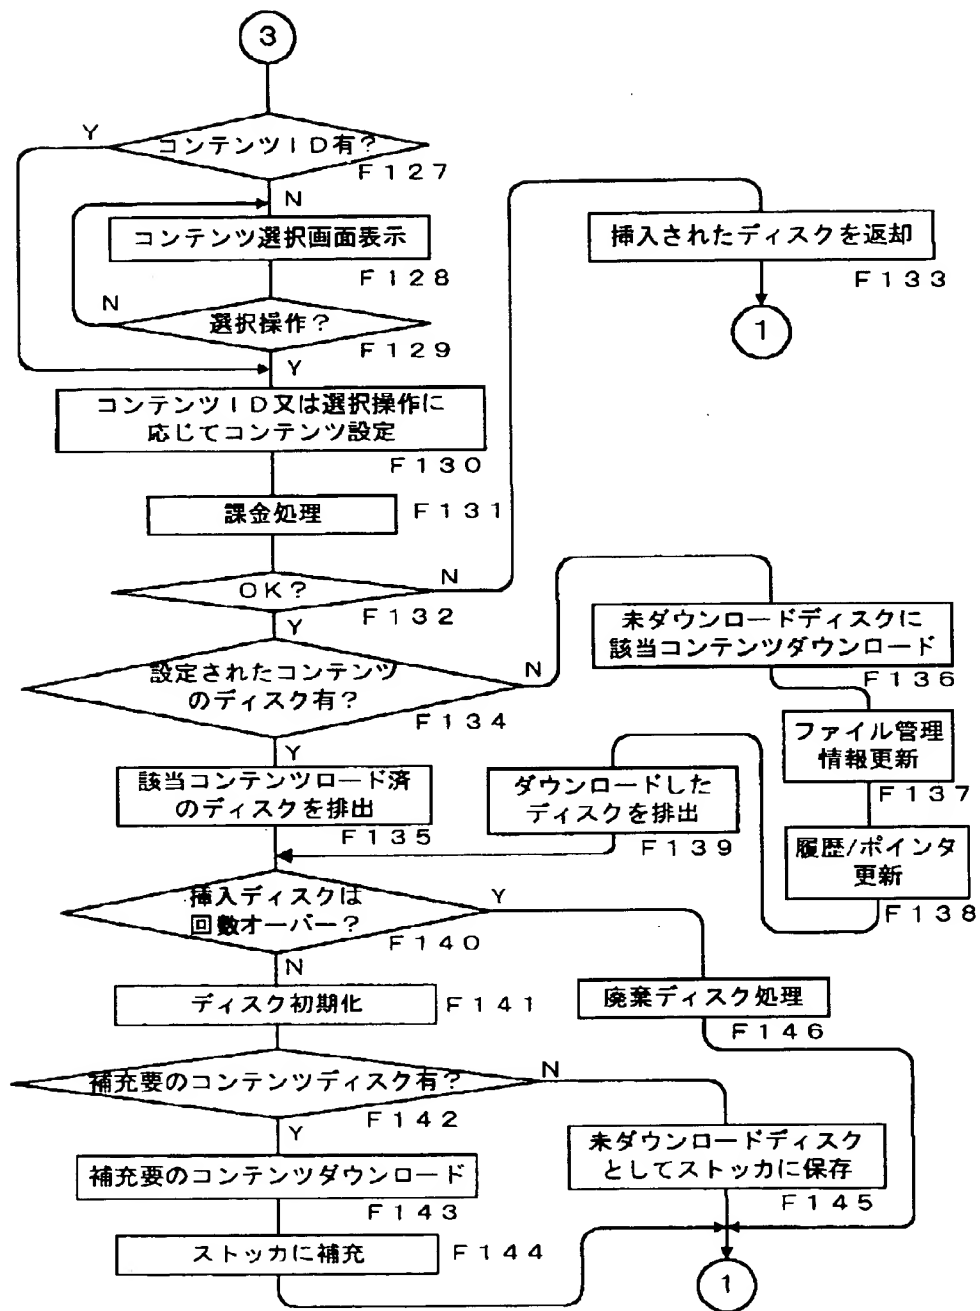 3
Y
コンテンツＩＤ有？
Ｆ１２７
N
コンテンツ選択画面表示
Ｆ１２８
N
選択操作？
Ｆ１２９
Y
コンテンツＩＤ又は選択操作に
応じてコンテンツ設定
Ｆ１３０
課金処理
Ｆ１３１
ＯＫ？
N
Ｆ１３２
Y
挿入されたディスクを返却
Ｆ１３３
1
設定されたコンテンツ
のディスク有？
N
Ｆ１３４
Y
該当コンテンツロード済
のディスクを排出
Ｆ１３５
未ダウンロードディスクに
該当コンテンツダウンロード
Ｆ１３６
ファイル管理
情報更新
Ｆ１３７
履歴/ポインタ
更新
Ｆ１３８
ダウンロードした
ディスクを排出
Ｆ１３９
挿入ディスクは
回数オーバー？
Y
Ｆ１４０
N
ディスク初期化
Ｆ１４１
廃棄ディスク処理
Ｆ１４６
補充要のコンテンツディスク有？
N
Ｆ１４２
Y
補充要のコンテンツダウンロード
Ｆ１４３
ストッカに補充
Ｆ１４４
未ダウンロードディスク
としてストッカに保存
Ｆ１４５
1